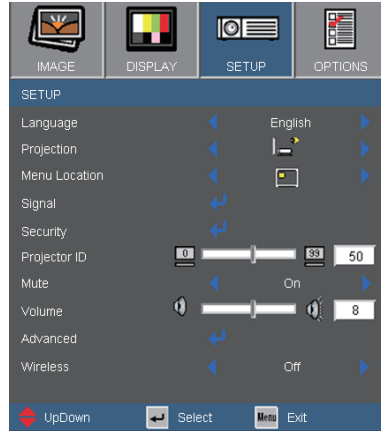 IMAGE DISPLAY SETUP OPTIONS
SETUP
Language English
Projection
Menu Location
Signal
Security
Projector ID 0 99 50
Mute On
Volume 8
Advanced
Wireless Off
UpDown Select Menu Exit